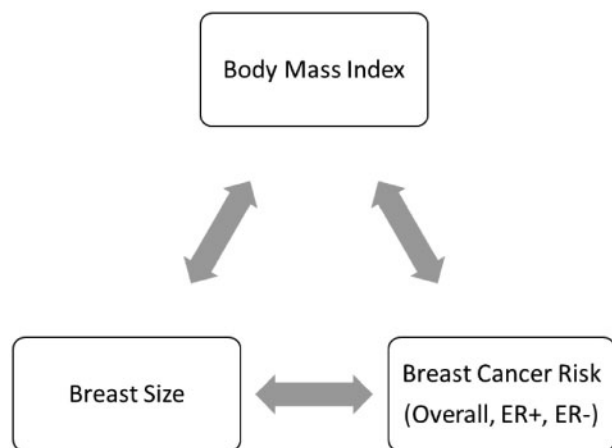 Body Mass Index
Breast Size
Breast Cancer Risk
(Overall, ER+, ER-)